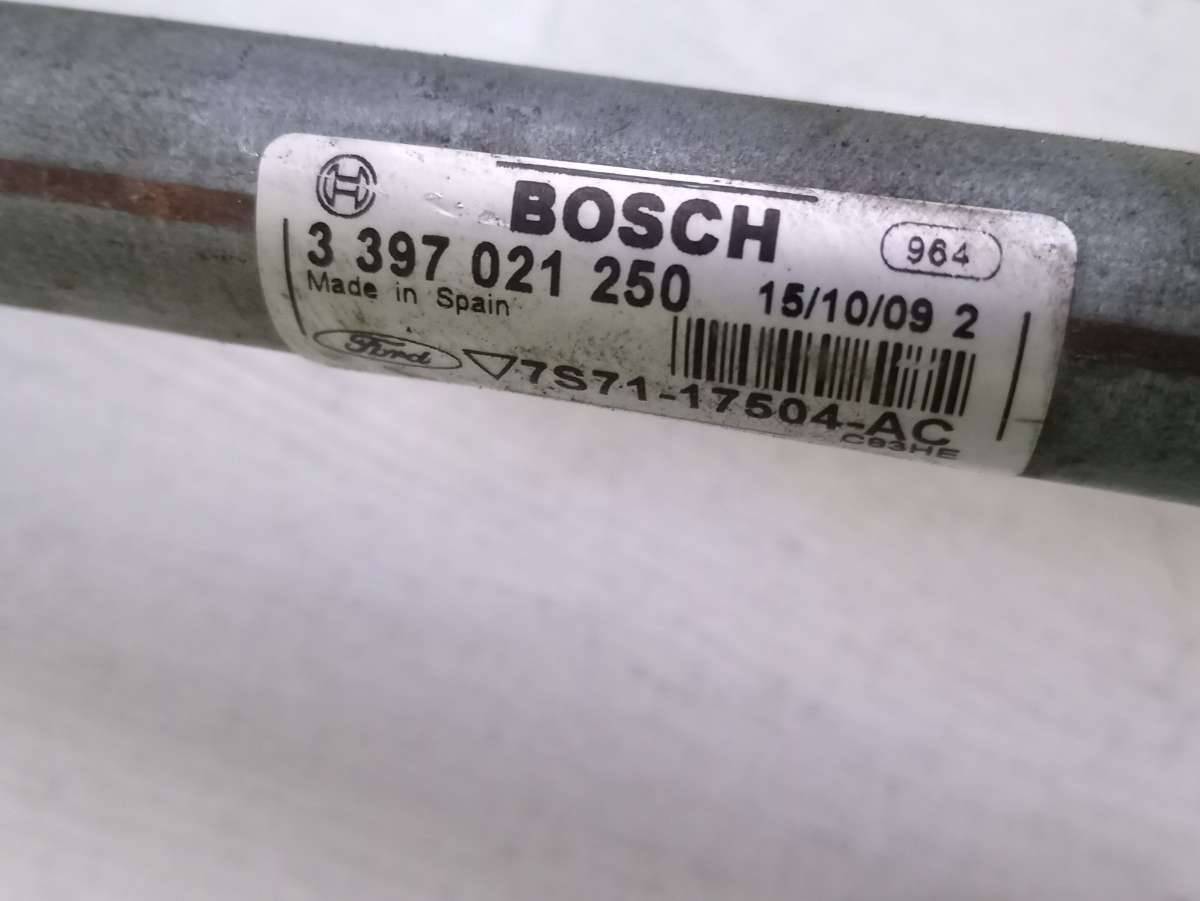 BOSCH
964
3 397 021 250
15/10/09 2
Made in Spain
Ford 7S71-17504-AC
C83HE